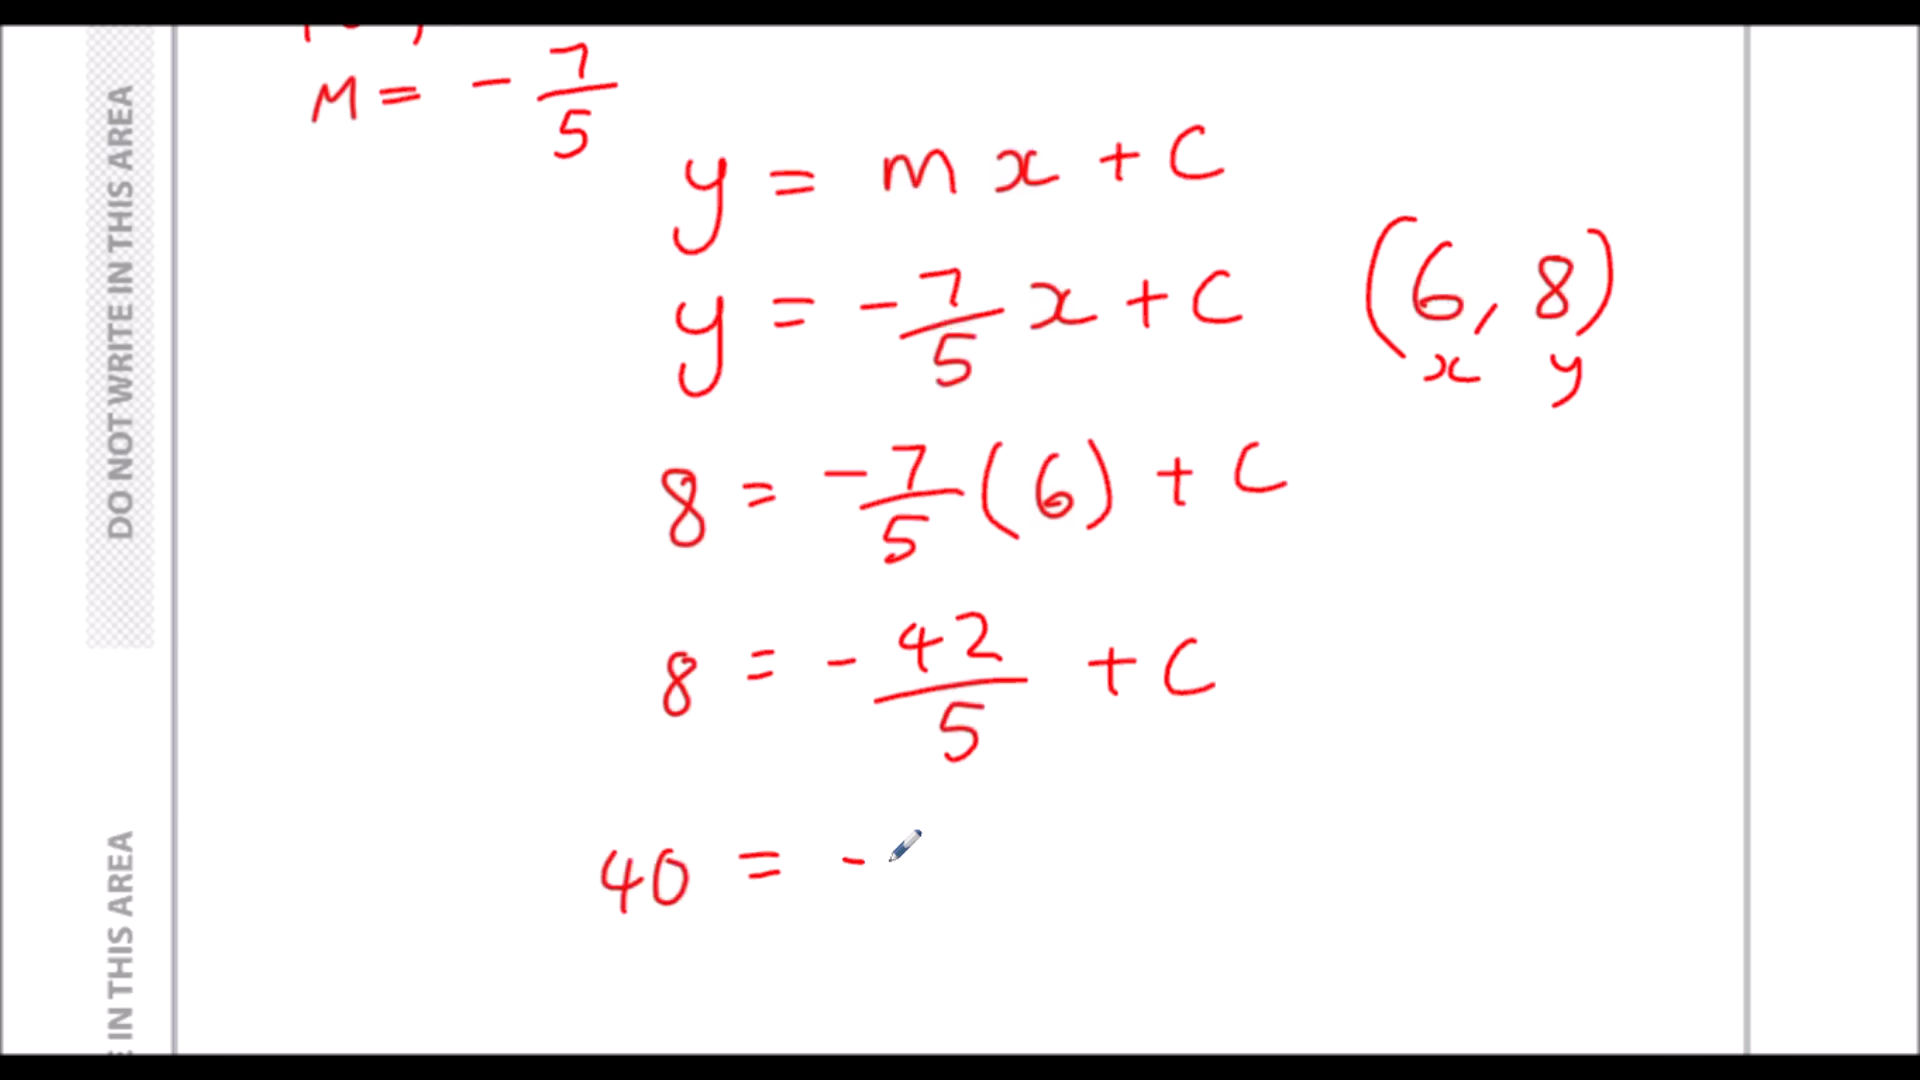 M = - 7/5
y = mx + C
y = - 7/5 x + C (6, 8)
x y
8 = - 7/5 (6) + C
8 = - 42/5 + C
40 = -
DO NOT WRITE IN THIS AREA
IN THIS AREA